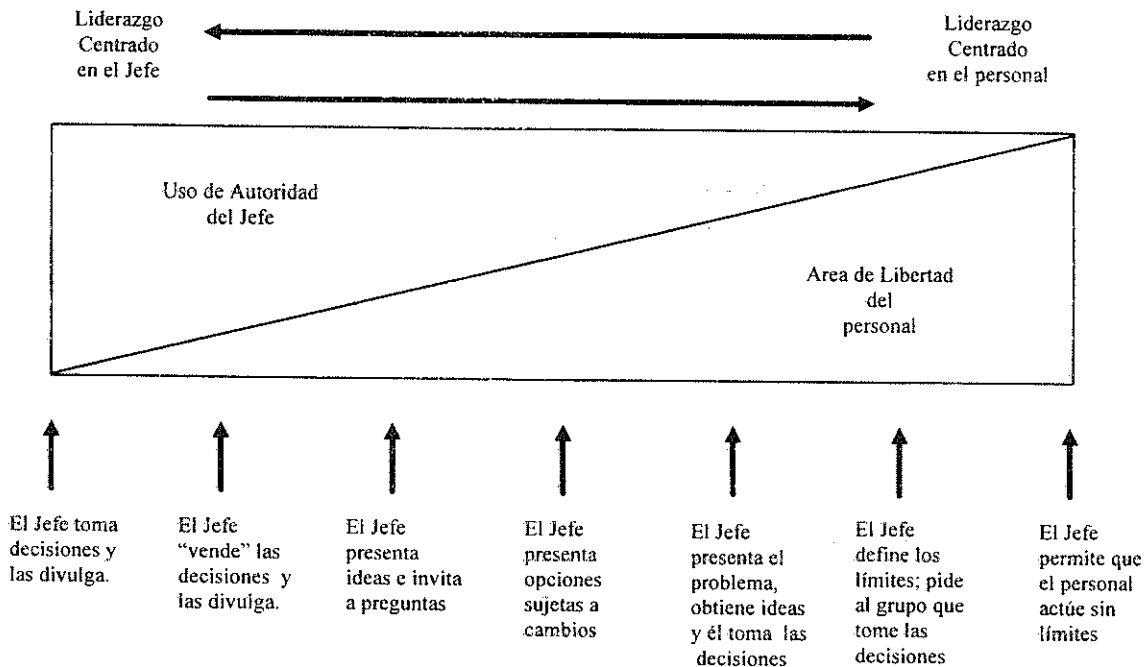 Liderazgo
Centrado
en el Jefe
Liderazgo
Centrado
en el personal
Uso de Autoridad
del Jefe
Area de Libertad
del
personal
El Jefe toma
decisiones y
las divulga.
El Jefe
“vende” las
decisiones y
las divulga.
El Jefe
presenta
ideas e invita
a preguntas
El Jefe
presenta
opciones
sujetas a
cambios
El Jefe
presenta el
problema,
obtiene ideas
y él toma las
decisiones
El Jefe
define los
límites; pide
al grupo que
tome las
decisiones
El Jefe
permite que
el personal
actúe sin
límites